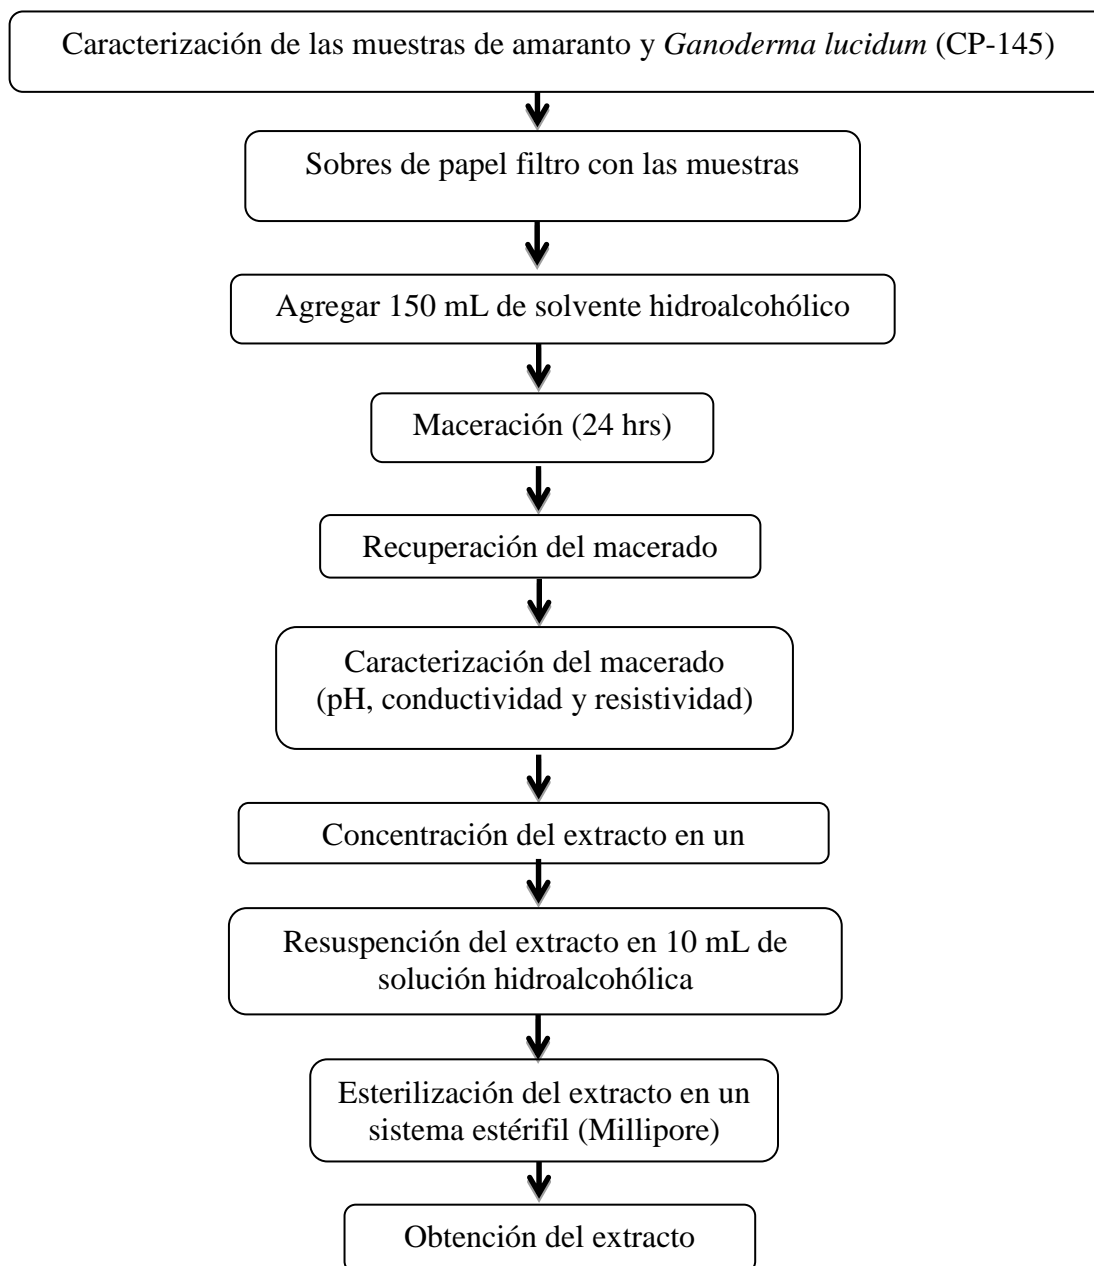 Caracterización de las muestras de amaranto y Ganoderma lucidum (CP-145)
Sobres de papel filtro con las muestras
Agregar 150 mL de solvente hidroalcohólico
Maceración (24 hrs)
Recuperación del macerado
Caracterización del macerado
(pH, conductividad y resistividad)
Concentración del extracto en un
Resuspención del extracto en 10 mL de
solución hidroalcohólica
Esterilización del extracto en un
sistema estérifil (Millipore)
Obtención del extracto